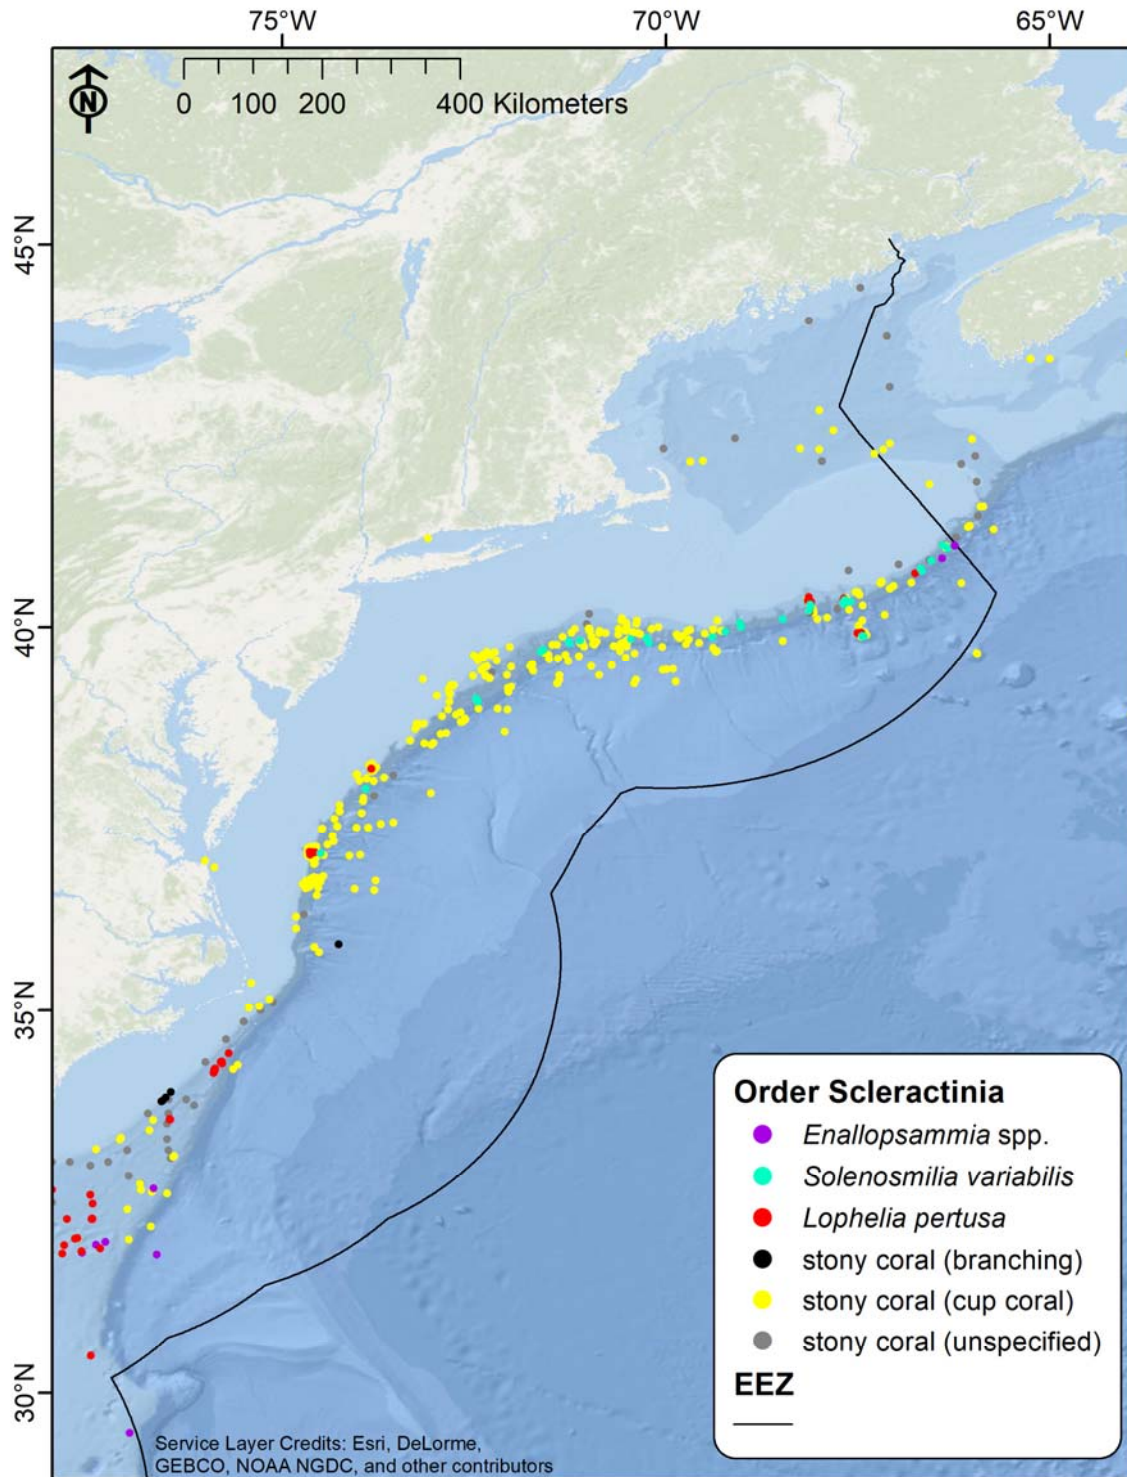 75°W 70°W 65°W
N
0 100 200 400 Kilometers
45°N
40°N
35°N
30°N
Order Scleractinia
Enallopsammia spp.
Solenosmilia variabilis
Lophelia pertusa
stony coral (branching)
stony coral (cup coral)
stony coral (unspecified)
EEZ
Service Layer Credits: Esri, DeLorme,
GEBCO, NOAA NGDC, and other contributors